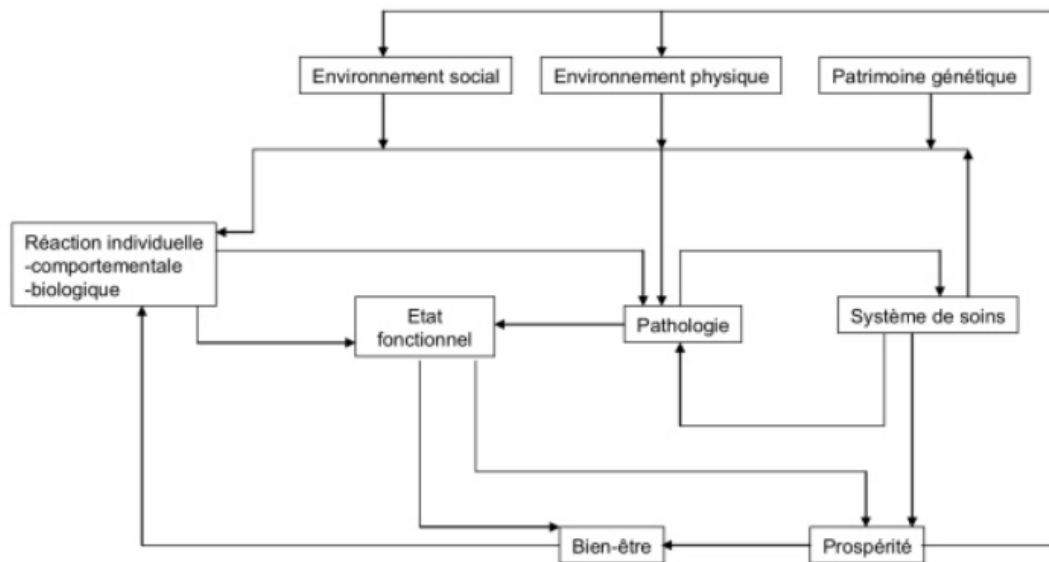 Environnement social
Environnement physique
Patrimoine génétique
Réaction individuelle
-comportementale
-biologique
Etat
fonctionnel
Pathologie
Système de soins
Bien-être
Prospérité